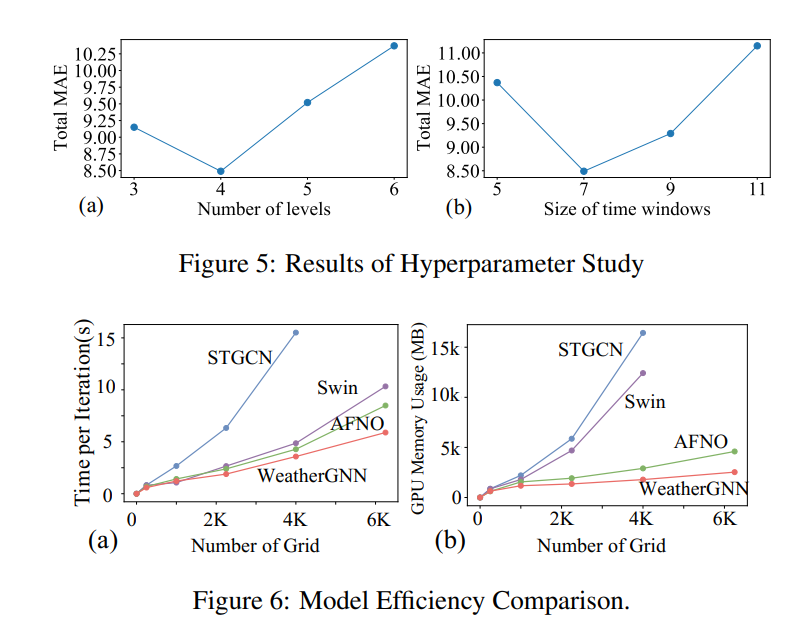 Total MAE
10.25
10.00
9.75
9.50
9.25
9.00
8.75
8.50
3 4 5 6
(a) Number of levels
Total MAE
11.00
10.50
10.00
9.50
9.00
8.50
5 7 9 11
(b) Size of time windows
Figure 5: Results of Hyperparameter Study
Time per Iteration(s)
15
10
5
0
STGCN
Swin
AFNO
WeatherGNN
0 2K 4K 6K
(a) Number of Grid
GPU Memory Usage (MB)
15k
10k
5k
0
STGCN
Swin
AFNO
WeatherGNN
0 2K 4K 6K
(b) Number of Grid
Figure 6: Model Efficiency Comparison.